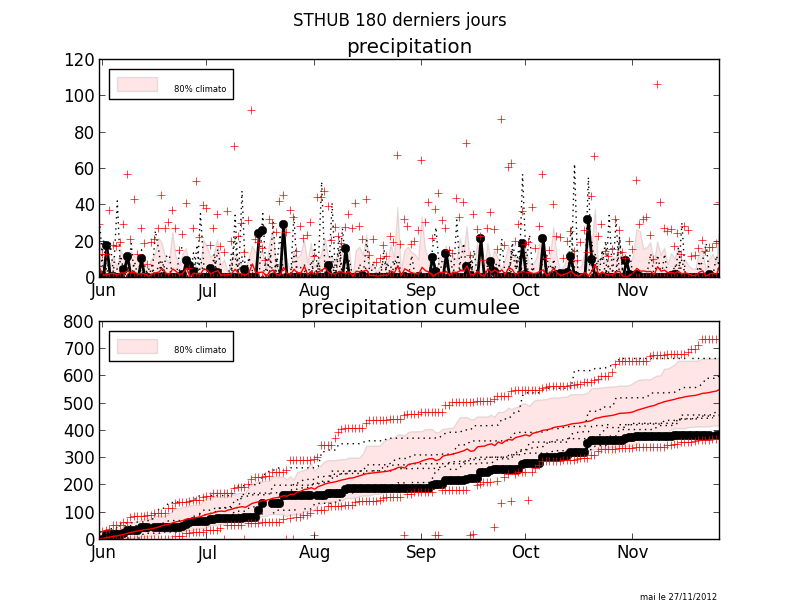 STHUB 180 derniers jours
precipitation
120
100
80
60
40
20
0
80% climato
Jun Jul Aug Sep Oct Nov
precipitation cumulee
800
700
600
500
400
300
200
100
0
80% climato
Jun Jul Aug Sep Oct Nov
mai le 27/11/2012